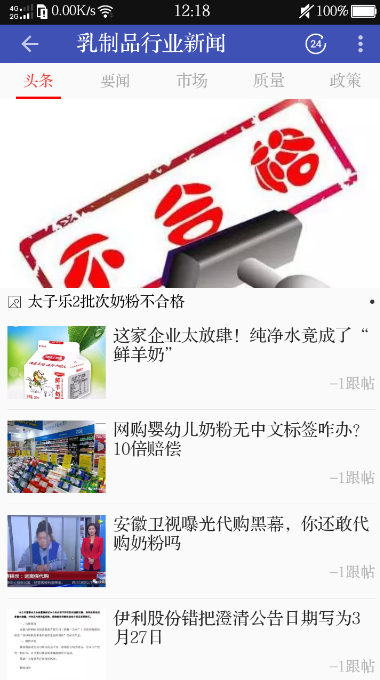 4G 2G 0.00K/s 12:18 100%
乳制品行业新闻 24
头条 要闻 市场 质量 政策
不合格
太子乐2批次奶粉不合格
这家企业太放肆！纯净水竟成了“
鲜羊奶”
-1跟帖
网购婴幼儿奶粉无中文标签咋办？
10倍赔偿
-1跟帖
安徽卫视曝光代购黑幕，你还敢代
购奶粉吗
-1跟帖
伊利股份错把澄清公告日期写为3
月27日
-1跟帖